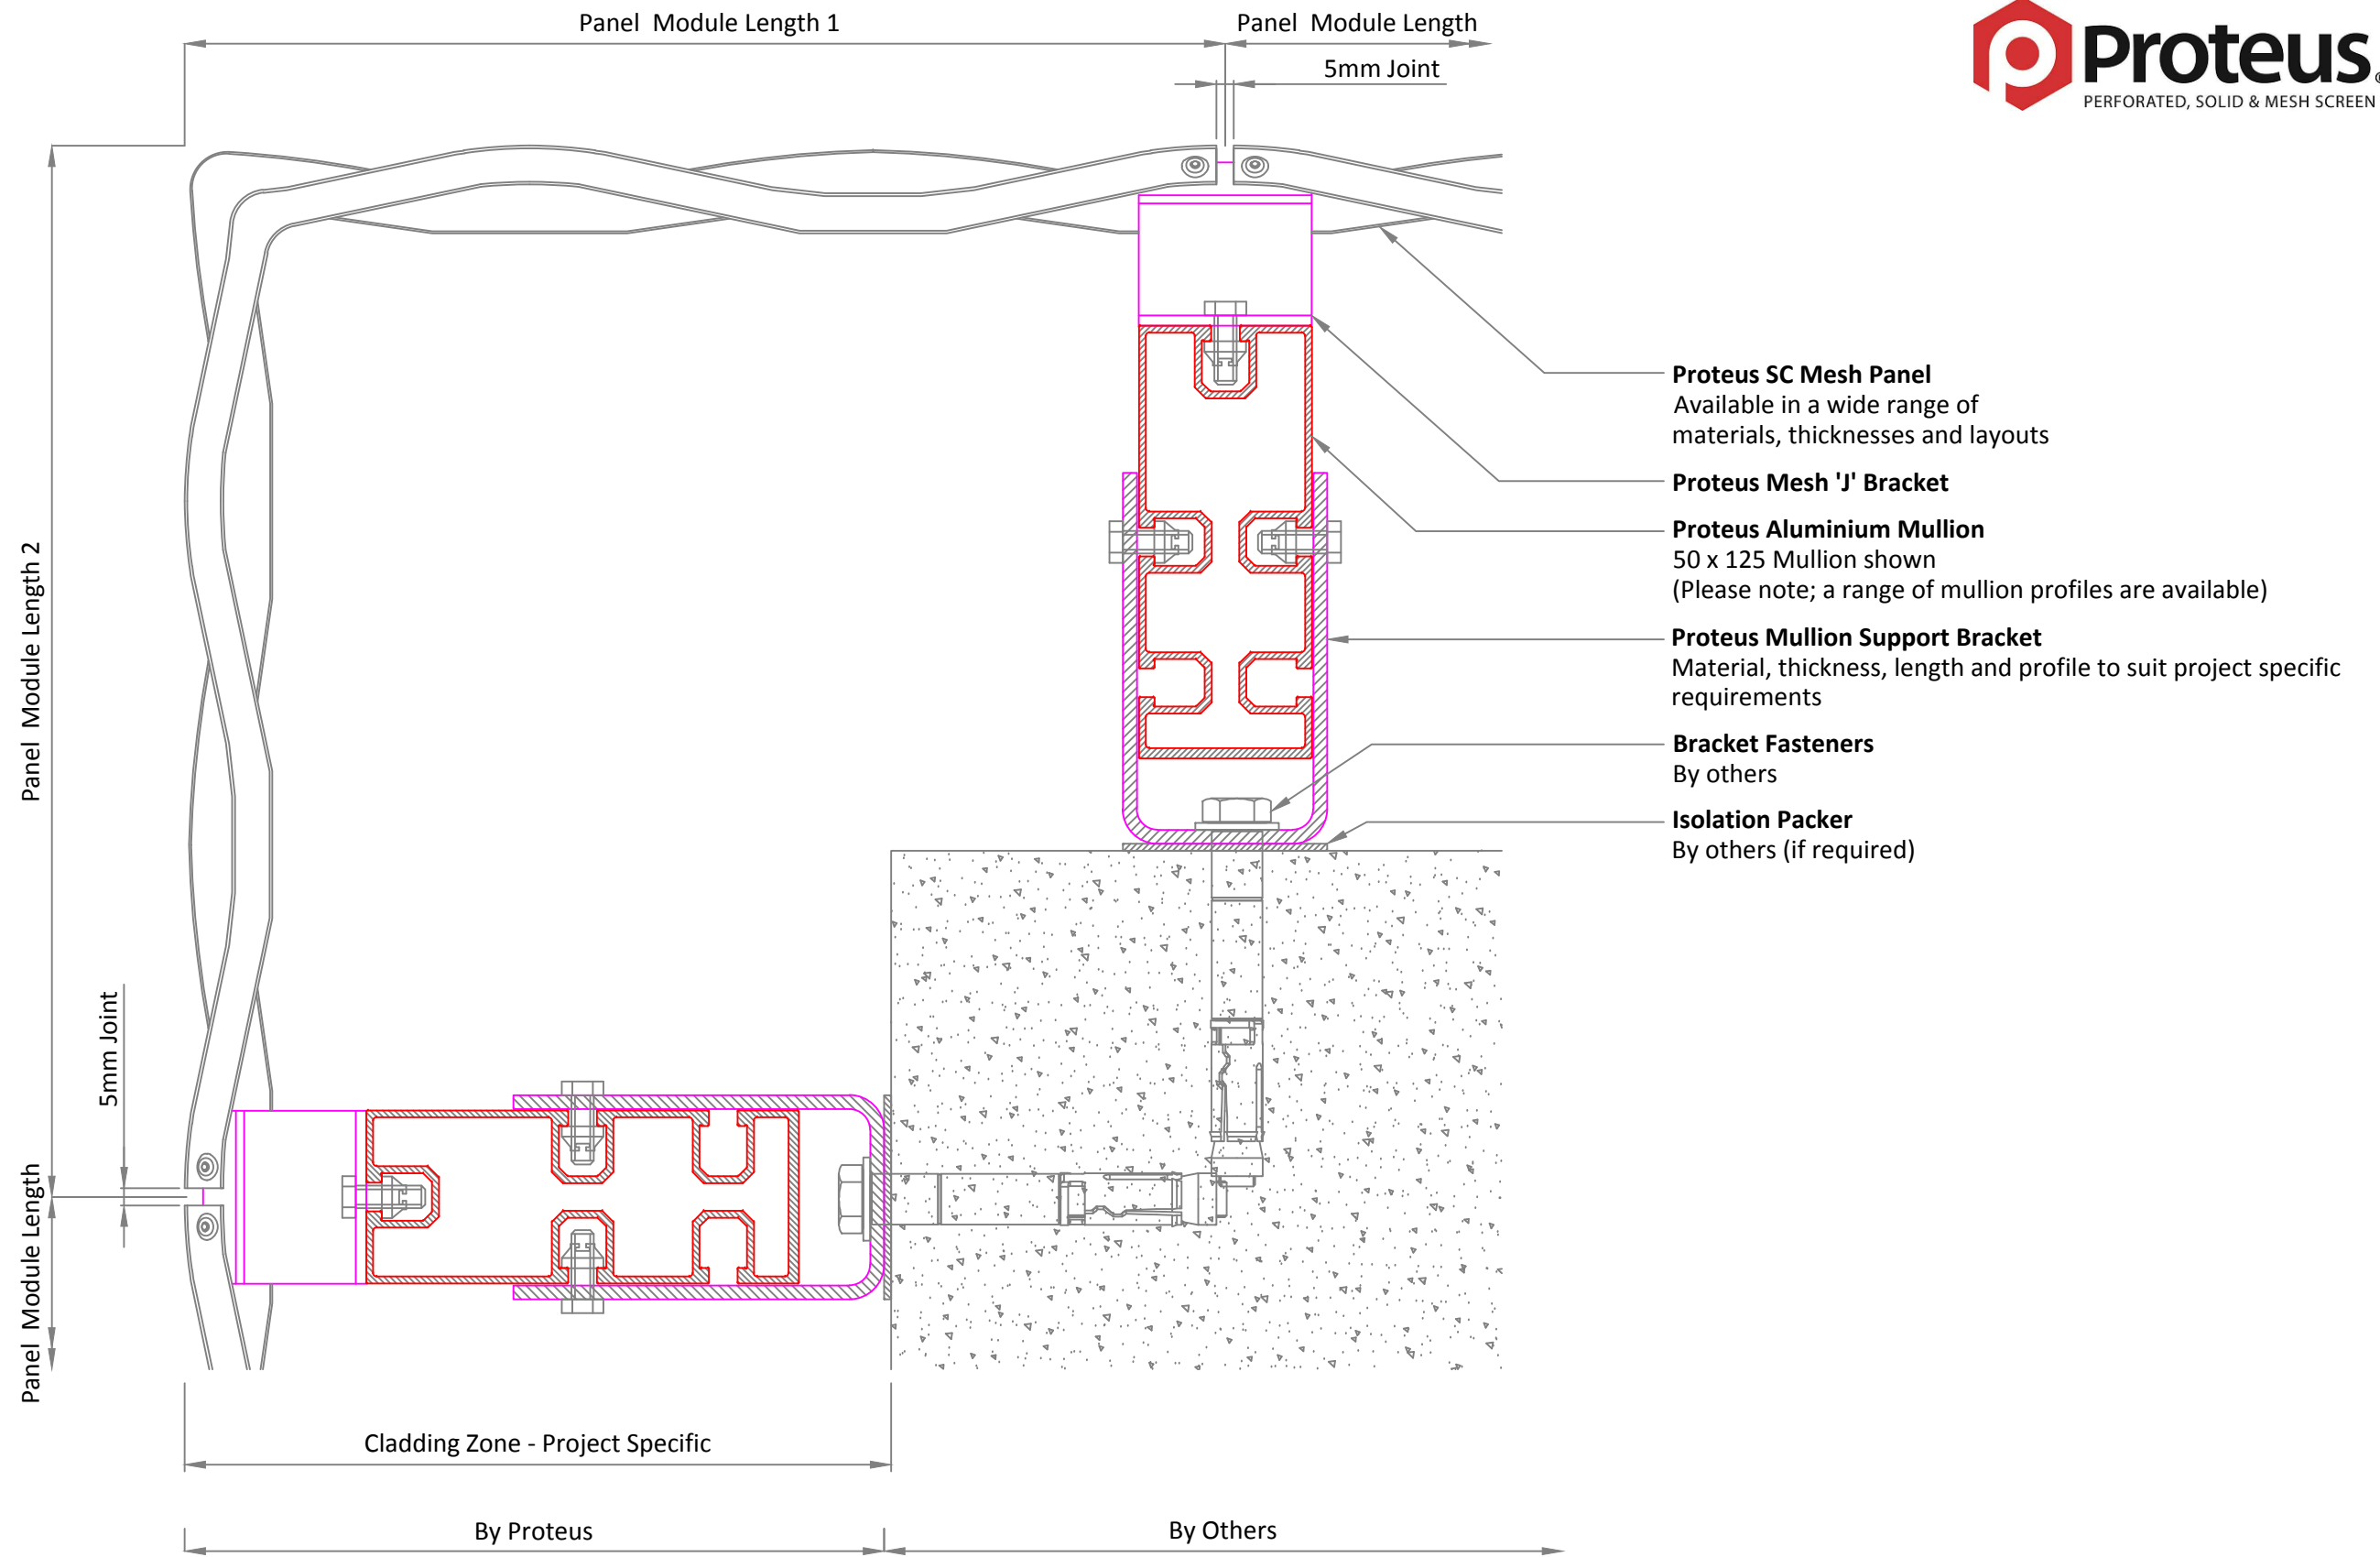 Panel Module Length 1
Panel Module Length
5mm Joint
Proteus®
PERFORATED, SOLID & MESH SCREEN
Proteus SC Mesh Panel
Available in a wide range of
materials, thicknesses and layouts
Proteus Mesh 'J' Bracket
Proteus Aluminium Mullion
50 x 125 Mullion shown
(Please note; a range of mullion profiles are available)
Proteus Mullion Support Bracket
Material, thickness, length and profile to suit project specific
requirements
Bracket Fasteners
By others
Isolation Packer
By others (if required)
Panel Module Length 2
5mm Joint
Panel Module Length
Cladding Zone - Project Specific
By Proteus
By Others